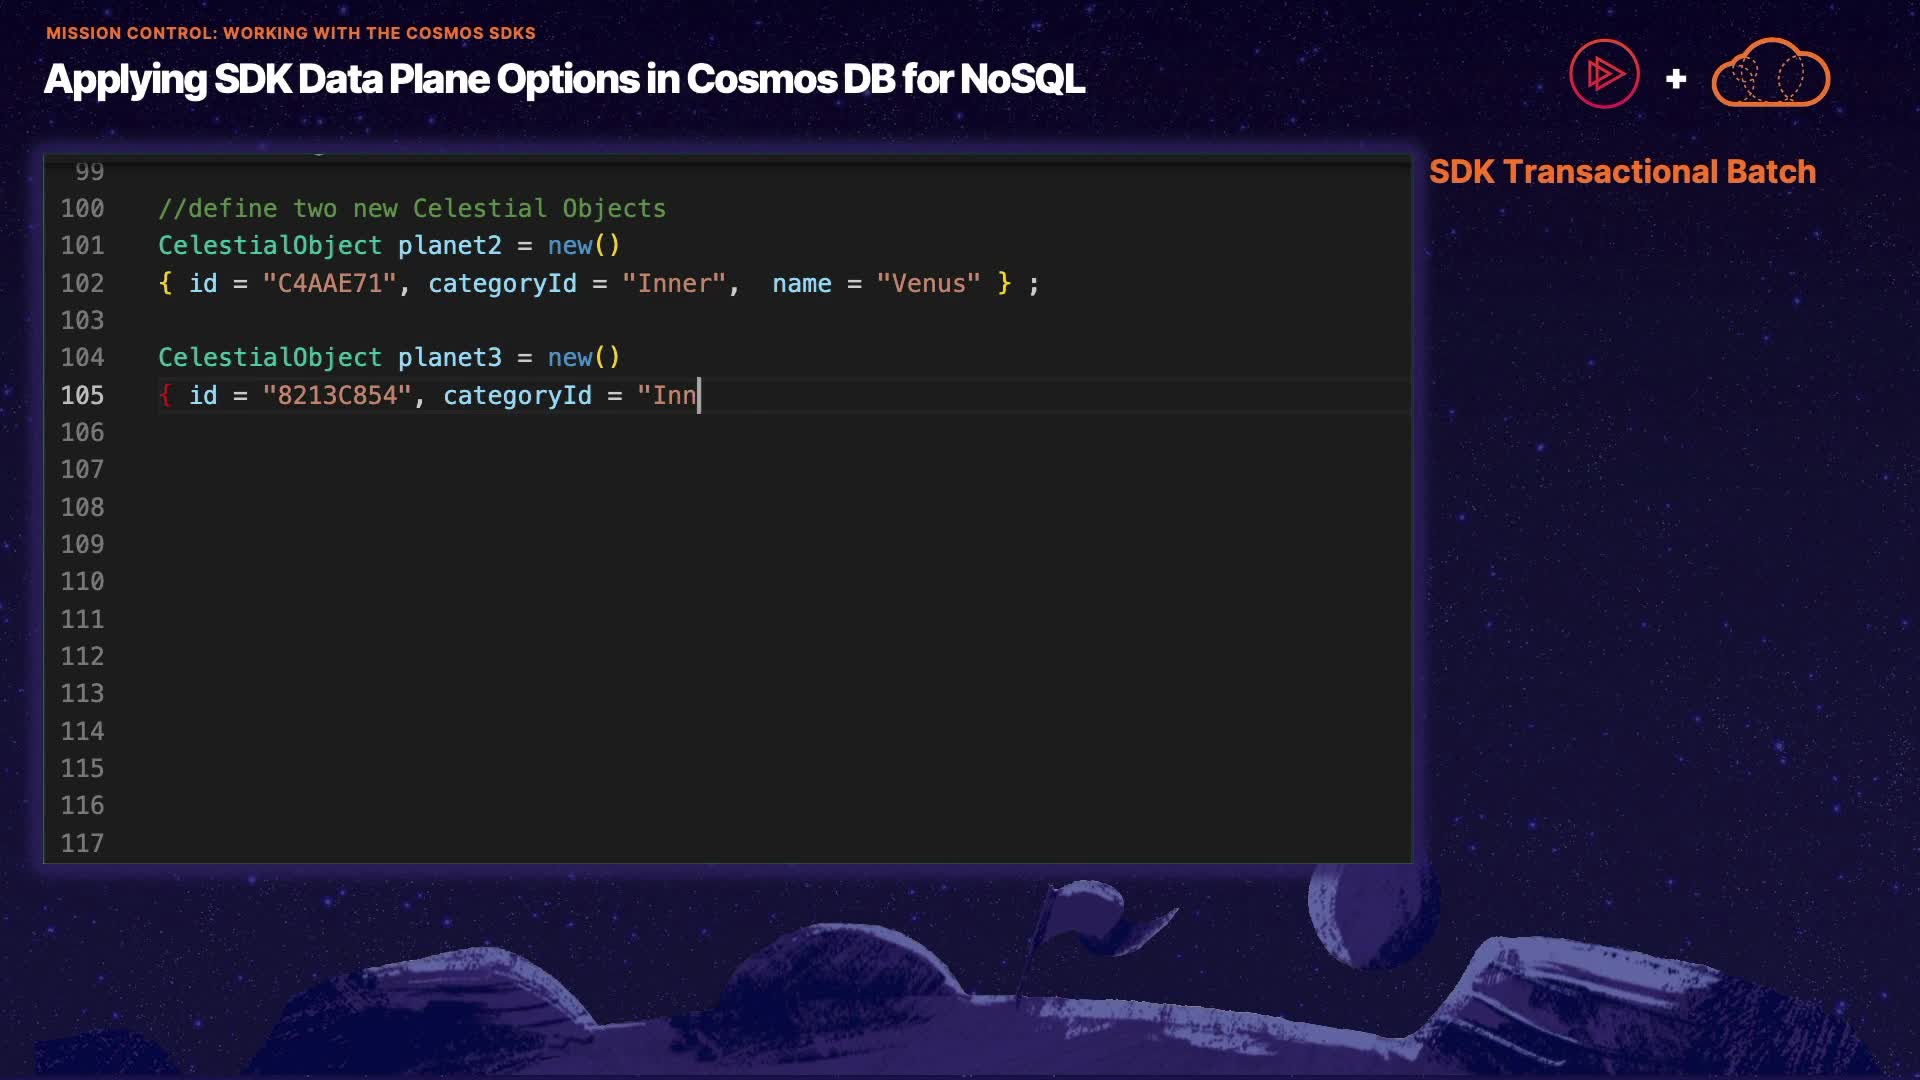 MISSION CONTROL: WORKING WITH THE COSMOS SDKS
Applying SDK Data Plane Options in Cosmos DB for NoSQL
+
SDK Transactional Batch
99
100 //define two new Celestial Objects
101 CelestialObject planet2 = new()
102 { id = "C4AAE71", categoryId = "Inner",  name = "Venus" } ;
103
104 CelestialObject planet3 = new()
105 { id = "8213C854", categoryId = "Inn
106
107
108
109
110
111
112
113
114
115
116
117